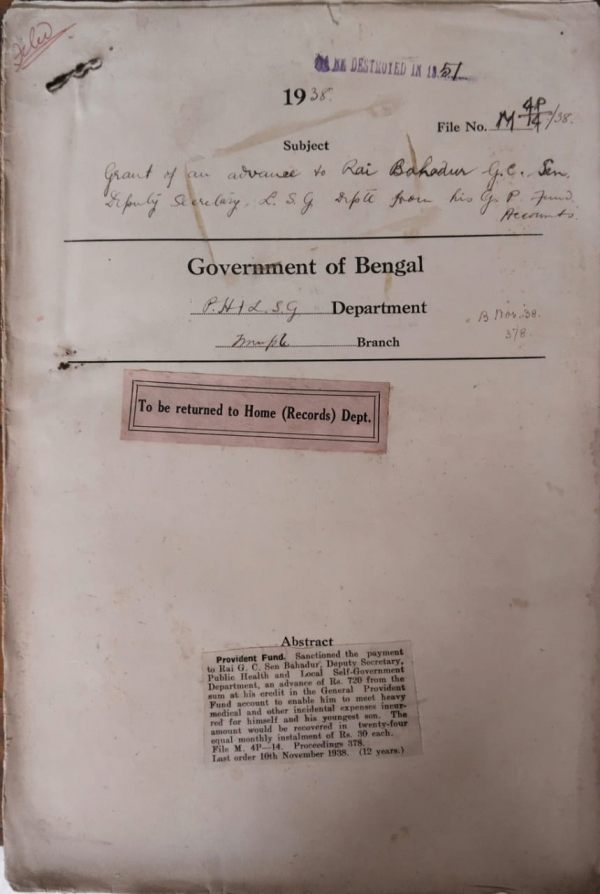 TO BE DESTROYED IN 1951
1938.
File No. M 4P/14/38.
Subject
Grant of an advance to Rai Bahadur G.C. Sen.
Deputy Secretary. L.S.G Deptt from his G.P. Fund
Accounts.
Government of Bengal
P.H & L.S.G Department
Branch
B Nov. 38.
378.
To be returned to Home (Records) Dept.
Abstract
Provident Fund. Sanctioned the payment
to Rai G. C. Sen Bahadur, Deputy Secretary,
Public Health and Local Self-Government
Department, an advance of Rs. 720 from the
sum at his credit in the General Provident
Fund account to enable him to meet heavy
medical and other incidental expenses incur-
red for himself and his youngest son. The
amount would be recovered in twenty-four
equal monthly instalment of Rs. 30 each.
File M. 4P—14. Proceedings 378.
Last order 10th November 1938. (12 years.)